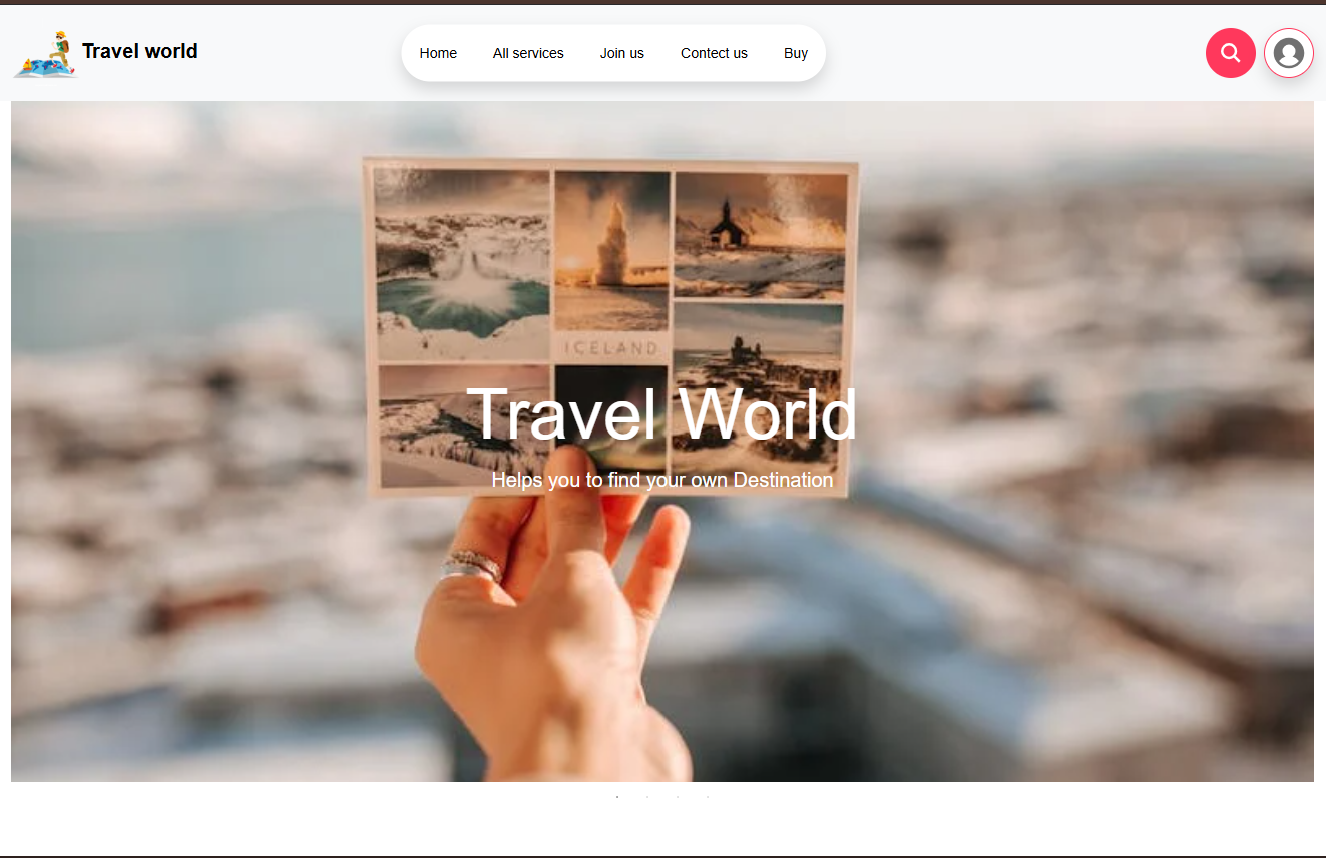 Travel world
Home
All services
Join us
Contect us
Buy
ICELAND
Travel World
Helps you to find your own Destination